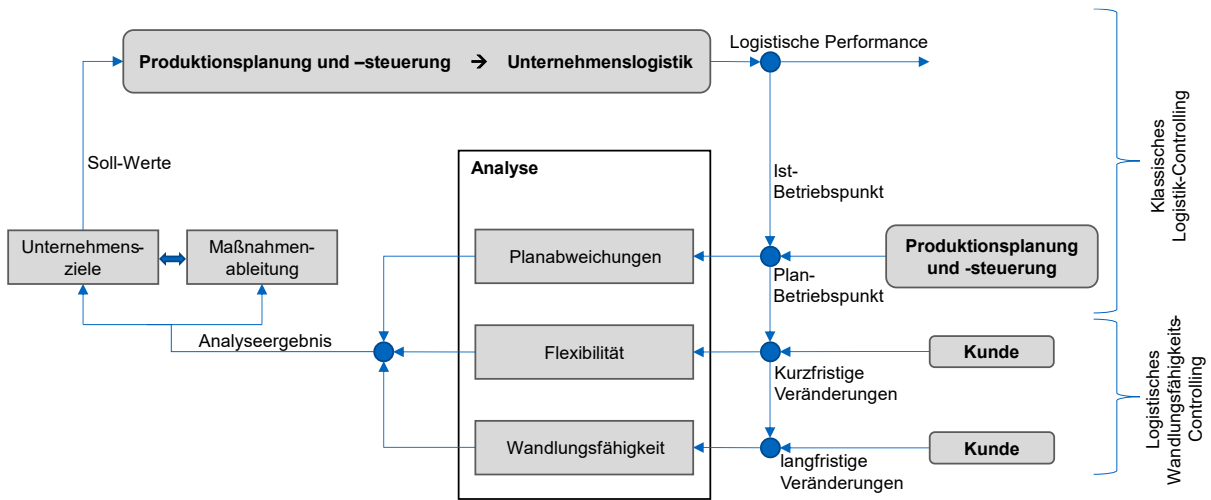 Produktionsplanung und –steuerung → Unternehmenslogistik
Logistische Performance
Soll-Werte
Analyse
Ist-
Betriebspunkt
Unternehmens-
ziele
Maßnahmen-
ableitung
Planabweichungen
Produktionsplanung
und -steuerung
Plan-
Betriebspunkt
Analyseergebnis
Flexibilität
Kunde
Kurzfristige
Veränderungen
Wandlungsfähigkeit
Kunde
langfristige
Veränderungen
Klassisches
Logistik-Controlling
Logistisches
Wandlungsfähigkeits-
Controlling